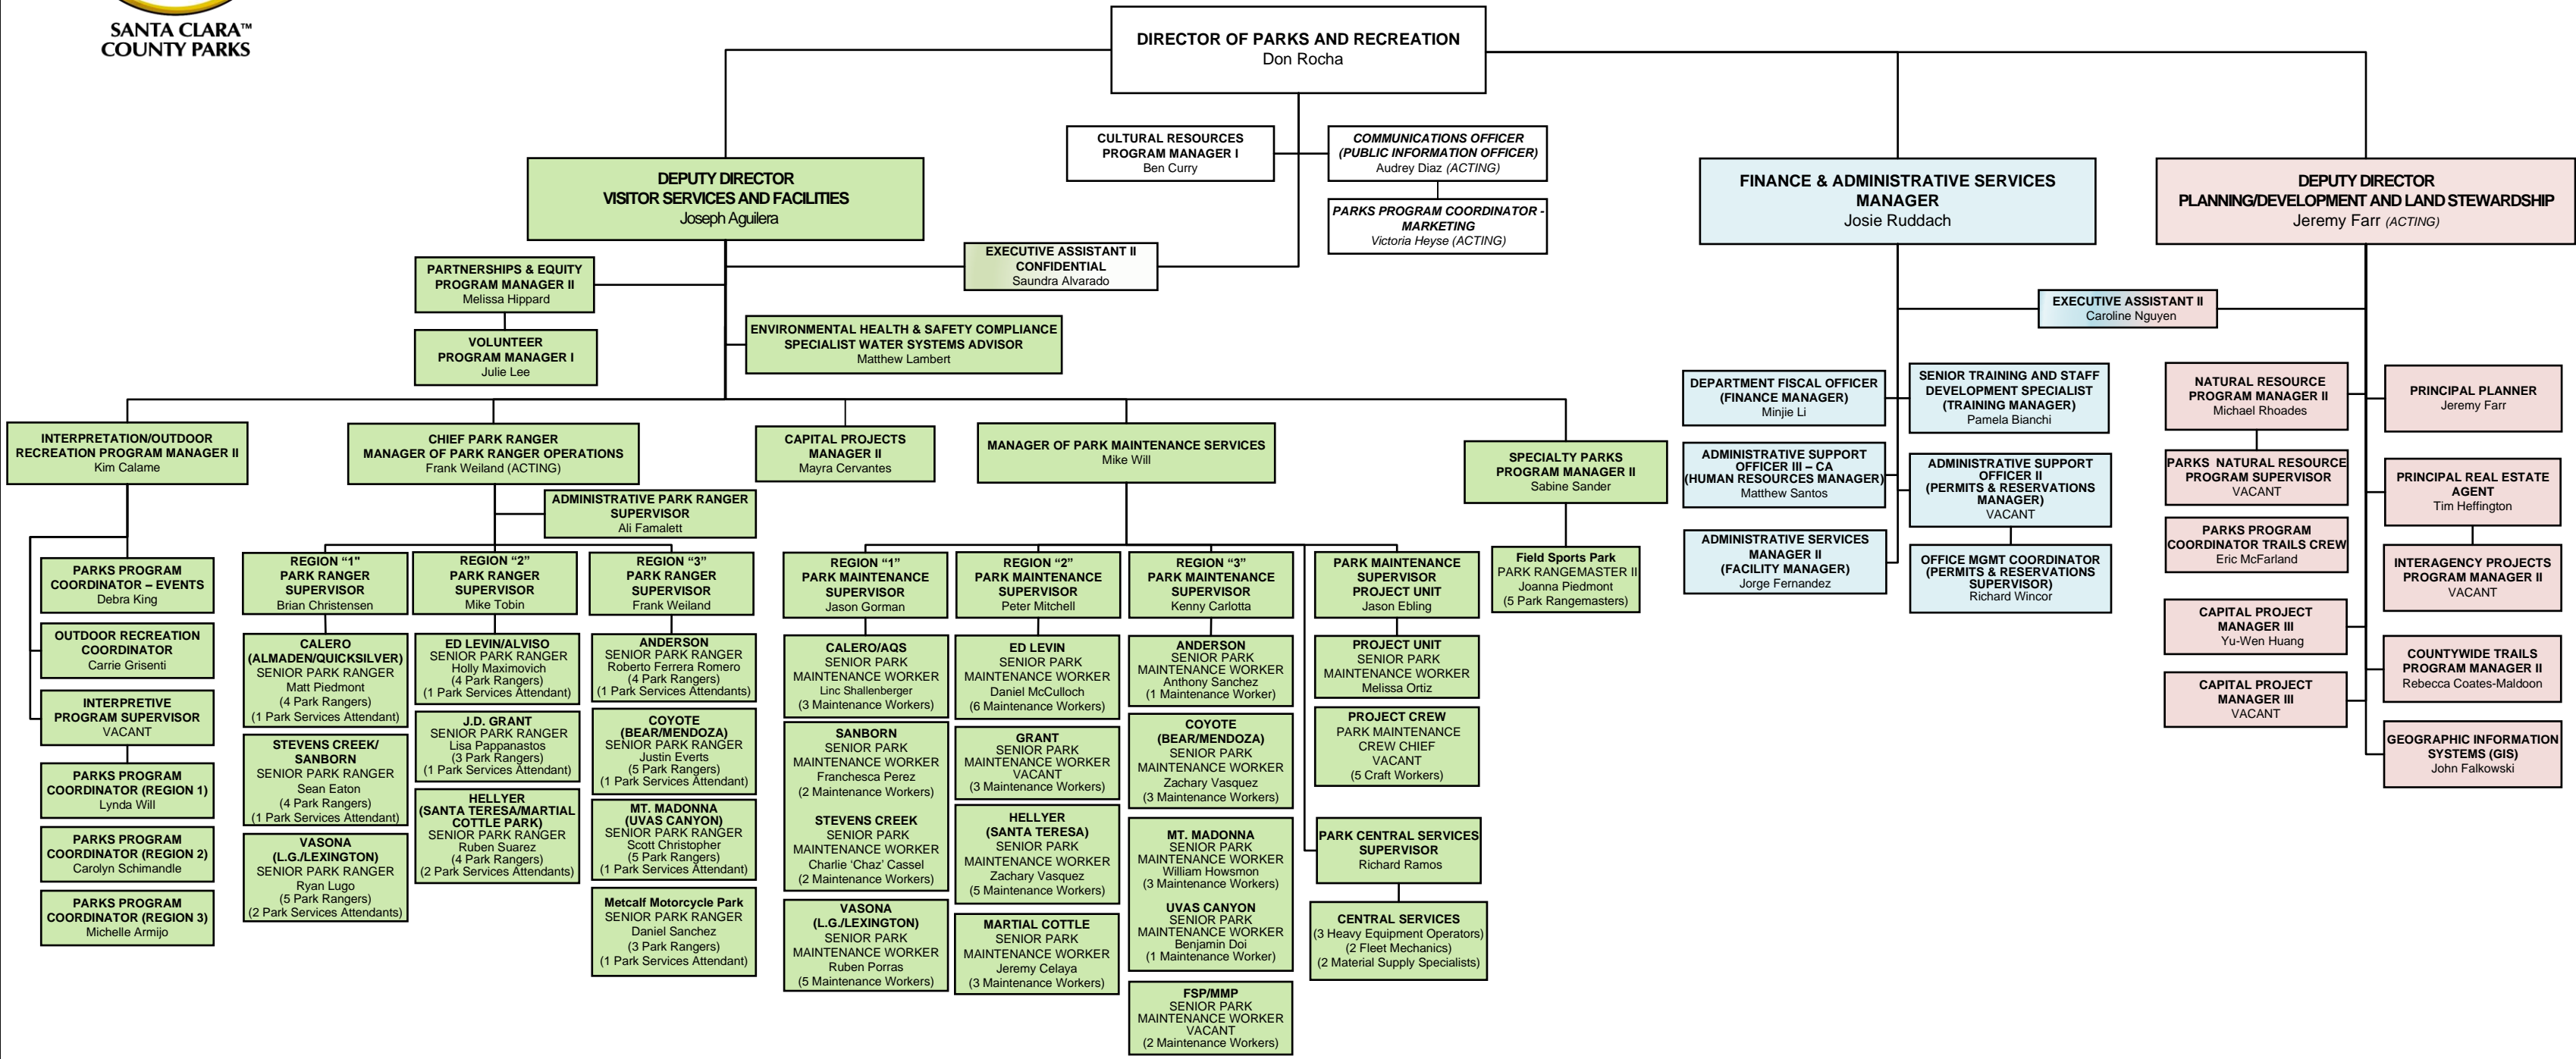 SANTA CLARA™
COUNTY PARKS
DIRECTOR OF PARKS AND RECREATION
Don Rocha
CULTURAL RESOURCES
PROGRAM MANAGER I
Ben Curry
COMMUNICATIONS OFFICER
(PUBLIC INFORMATION OFFICER)
Audrey Diaz (ACTING)
PARKS PROGRAM COORDINATOR -
MARKETING
Victoria Heyse (ACTING)
DEPUTY DIRECTOR
VISITOR SERVICES AND FACILITIES
Joseph Aguilera
FINANCE & ADMINISTRATIVE SERVICES
MANAGER
Josie Ruddach
DEPUTY DIRECTOR
PLANNING/DEVELOPMENT AND LAND STEWARDSHIP
Jeremy Farr (ACTING)
EXECUTIVE ASSISTANT II
CONFIDENTIAL
Saundra Alvarado
PARTNERSHIPS & EQUITY
PROGRAM MANAGER II
Melissa Hippard
VOLUNTEER
PROGRAM MANAGER I
Julie Lee
ENVIRONMENTAL HEALTH & SAFETY COMPLIANCE
SPECIALIST WATER SYSTEMS ADVISOR
Matthew Lambert
EXECUTIVE ASSISTANT II
Caroline Nguyen
INTERPRETATION/OUTDOOR
RECREATION PROGRAM MANAGER II
Kim Calame
CHIEF PARK RANGER
MANAGER OF PARK RANGER OPERATIONS
Frank Weiland (ACTING)
ADMINISTRATIVE PARK RANGER
SUPERVISOR
Ali Famalett
CAPITAL PROJECTS
MANAGER II
Mayra Cervantes
MANAGER OF PARK MAINTENANCE SERVICES
Mike Will
SPECIALTY PARKS
PROGRAM MANAGER II
Sabine Sander
PARKS PROGRAM
COORDINATOR – EVENTS
Debra King
OUTDOOR RECREATION
COORDINATOR
Carrie Grisenti
INTERPRETIVE
PROGRAM SUPERVISOR
VACANT
PARKS PROGRAM
COORDINATOR (REGION 1)
Lynda Will
PARKS PROGRAM
COORDINATOR (REGION 2)
Carolyn Schimandle
PARKS PROGRAM
COORDINATOR (REGION 3)
Michelle Armijo
REGION “1"
PARK RANGER
SUPERVISOR
Brian Christensen
CALERO
(ALMADEN/QUICKSILVER)
SENIOR PARK RANGER
Matt Piedmont
(4 Park Rangers)
(1 Park Services Attendant)
STEVENS CREEK/
SANBORN
SENIOR PARK RANGER
Sean Eaton
(4 Park Rangers)
(1 Park Services Attendant)
VASONA
(L.G./LEXINGTON)
SENIOR PARK RANGER
Ryan Lugo
(5 Park Rangers)
(2 Park Services Attendants)
REGION “2”
PARK RANGER
SUPERVISOR
Mike Tobin
ED LEVIN/ALVISO
SENIOR PARK RANGER
Holly Maximovich
(4 Park Rangers)
(1 Park Services Attendant)
J.D. GRANT
SENIOR PARK RANGER
Lisa Pappanastos
(3 Park Rangers)
(1 Park Services Attendant)
HELLYER
(SANTA TERESA/MARTIAL
COTTLE PARK)
SENIOR PARK RANGER
Ruben Suarez
(4 Park Rangers)
(2 Park Services Attendants)
REGION “3”
PARK RANGER
SUPERVISOR
Frank Weiland
ANDERSON
SENIOR PARK RANGER
Roberto Ferrera Romero
(4 Park Rangers)
(1 Park Services Attendants)
COYOTE
(BEAR/MENDOZA)
SENIOR PARK RANGER
Justin Everts
(5 Park Rangers)
(1 Park Services Attendant)
MT. MADONNA
(UVAS CANYON)
SENIOR PARK RANGER
Scott Christopher
(5 Park Rangers)
(1 Park Services Attendant)
Metcalf Motorcycle Park
SENIOR PARK RANGER
Daniel Sanchez
(3 Park Rangers)
(1 Park Services Attendant)
REGION “1”
PARK MAINTENANCE
SUPERVISOR
Jason Gorman
CALERO/AQS
SENIOR PARK
MAINTENANCE WORKER
Linc Shallenberger
(3 Maintenance Workers)
SANBORN
SENIOR PARK
MAINTENANCE WORKER
Franchesca Perez
(2 Maintenance Workers)
STEVENS CREEK
SENIOR PARK
MAINTENANCE WORKER
Charlie ‘Chaz’ Cassel
(2 Maintenance Workers)
VASONA
(L.G./LEXINGTON)
SENIOR PARK
MAINTENANCE WORKER
Ruben Porras
(5 Maintenance Workers)
REGION “2”
PARK MAINTENANCE
SUPERVISOR
Peter Mitchell
ED LEVIN
SENIOR PARK
MAINTENANCE WORKER
Daniel McCulloch
(6 Maintenance Workers)
GRANT
SENIOR PARK
MAINTENANCE WORKER
VACANT
(3 Maintenance Workers)
HELLYER
(SANTA TERESA)
SENIOR PARK
MAINTENANCE WORKER
Zachary Vasquez
(5 Maintenance Workers)
MARTIAL COTTLE
SENIOR PARK
MAINTENANCE WORKER
Jeremy Celaya
(3 Maintenance Workers)
REGION “3”
PARK MAINTENANCE
SUPERVISOR
Kenny Carlotta
ANDERSON
SENIOR PARK
MAINTENANCE WORKER
Anthony Sanchez
(1 Maintenance Worker)
COYOTE
(BEAR/MENDOZA)
SENIOR PARK
MAINTENANCE WORKER
Zachary Vasquez
(3 Maintenance Workers)
MT. MADONNA
SENIOR PARK
MAINTENANCE WORKER
William Howsmon
(3 Maintenance Workers)
UVAS CANYON
SENIOR PARK
MAINTENANCE WORKER
Benjamin Doi
(1 Maintenance Worker)
FSP/MMP
SENIOR PARK
MAINTENANCE WORKER
VACANT
(2 Maintenance Workers)
PARK MAINTENANCE
SUPERVISOR
PROJECT UNIT
Jason Ebling
PROJECT UNIT
SENIOR PARK
MAINTENANCE WORKER
Melissa Ortiz
PROJECT CREW
PARK MAINTENANCE
CREW CHIEF
VACANT
(5 Craft Workers)
PARK CENTRAL SERVICES
SUPERVISOR
Richard Ramos
CENTRAL SERVICES
(3 Heavy Equipment Operators)
(2 Fleet Mechanics)
(2 Material Supply Specialists)
Field Sports Park
PARK RANGEMASTER II
Joanna Piedmont
(5 Park Rangemasters)
DEPARTMENT FISCAL OFFICER
(FINANCE MANAGER)
Minjie Li
ADMINISTRATIVE SUPPORT
OFFICER III – CA
(HUMAN RESOURCES MANAGER)
Matthew Santos
ADMINISTRATIVE SERVICES
MANAGER II
(FACILITY MANAGER)
Jorge Fernandez
SENIOR TRAINING AND STAFF
DEVELOPMENT SPECIALIST
(TRAINING MANAGER)
Pamela Bianchi
ADMINISTRATIVE SUPPORT
OFFICER II
(PERMITS & RESERVATIONS
MANAGER)
VACANT
OFFICE MGMT COORDINATOR
(PERMITS & RESERVATIONS
SUPERVISOR)
Richard Wincor
NATURAL RESOURCE
PROGRAM MANAGER II
Michael Rhoades
PARKS NATURAL RESOURCE
PROGRAM SUPERVISOR
VACANT
PARKS PROGRAM
COORDINATOR TRAILS CREW
Eric McFarland
CAPITAL PROJECT
MANAGER III
Yu-Wen Huang
CAPITAL PROJECT
MANAGER III
VACANT
PRINCIPAL PLANNER
Jeremy Farr
PRINCIPAL REAL ESTATE
AGENT
Tim Heffington
INTERAGENCY PROJECTS
PROGRAM MANAGER II
VACANT
COUNTYWIDE TRAILS
PROGRAM MANAGER II
Rebecca Coates-Maldoon
GEOGRAPHIC INFORMATION
SYSTEMS (GIS)
John Falkowski